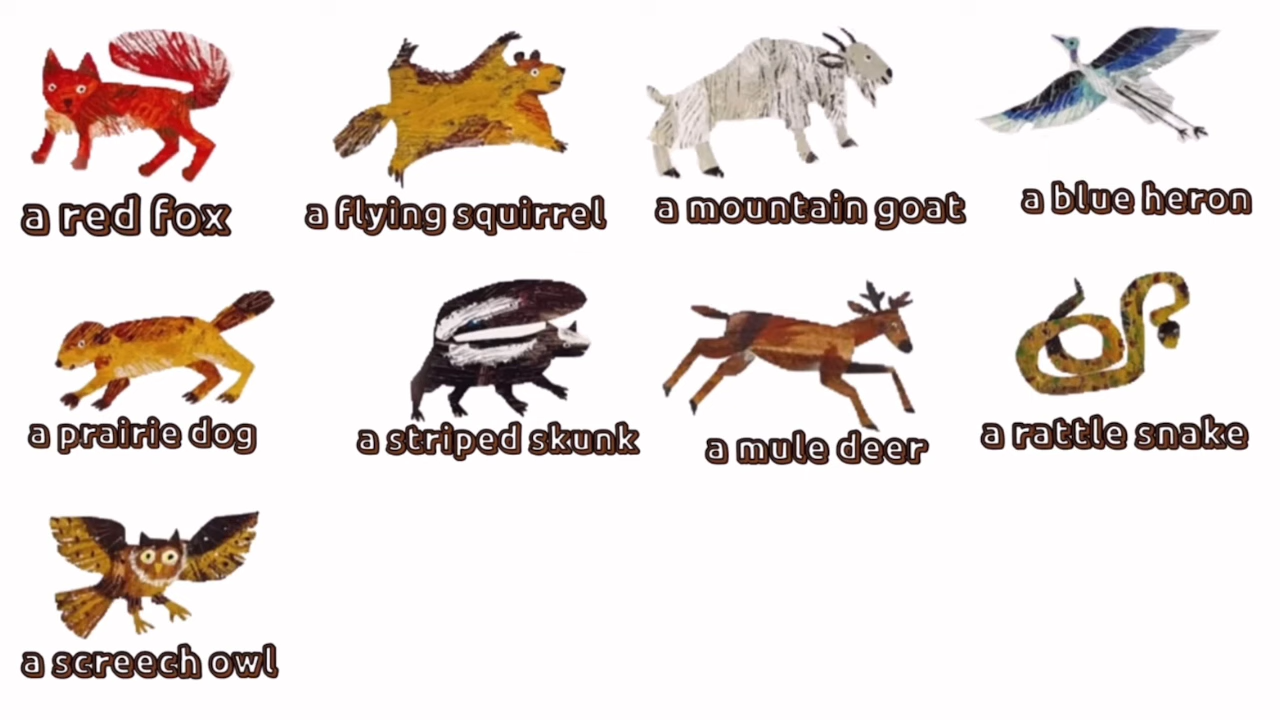 a red fox
a flying squirrel
a mountain goat
a blue heron
a prairie dog
a striped skunk
a mule deer
a rattle snake
a screech owl